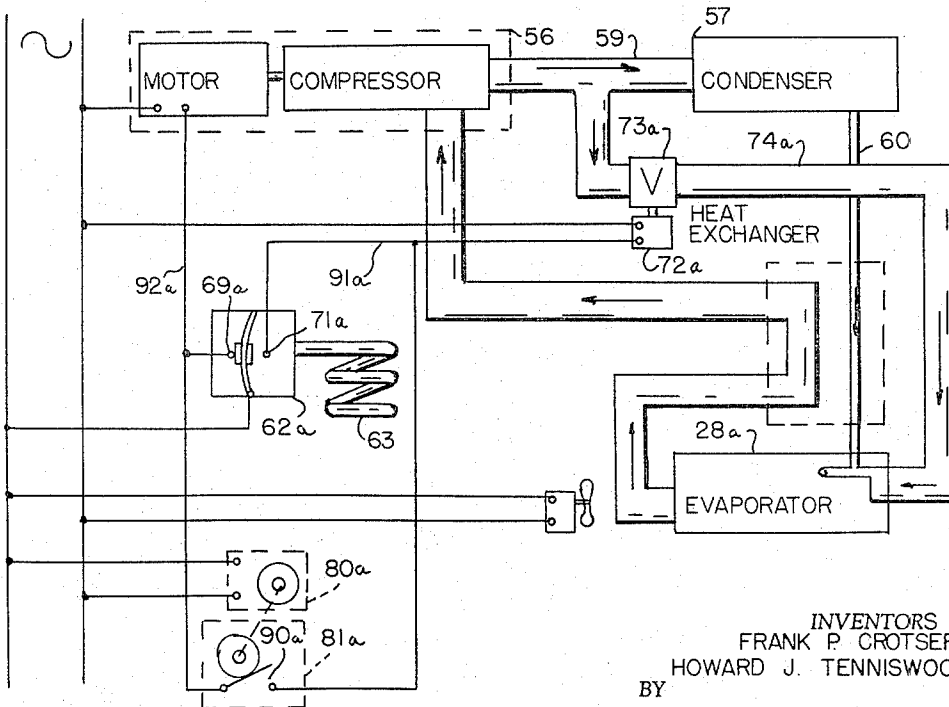 56
59
57
MOTOR
COMPRESSOR
CONDENSER
73a
74a
60
V
HEAT
EXCHANGER
72a
92a
69a
91a
71a
62a
63
28a
EVAPORATOR
80a
90a
81a
INVENTORS
FRANK P. CROTSER
HOWARD J. TENNISWOO
BY